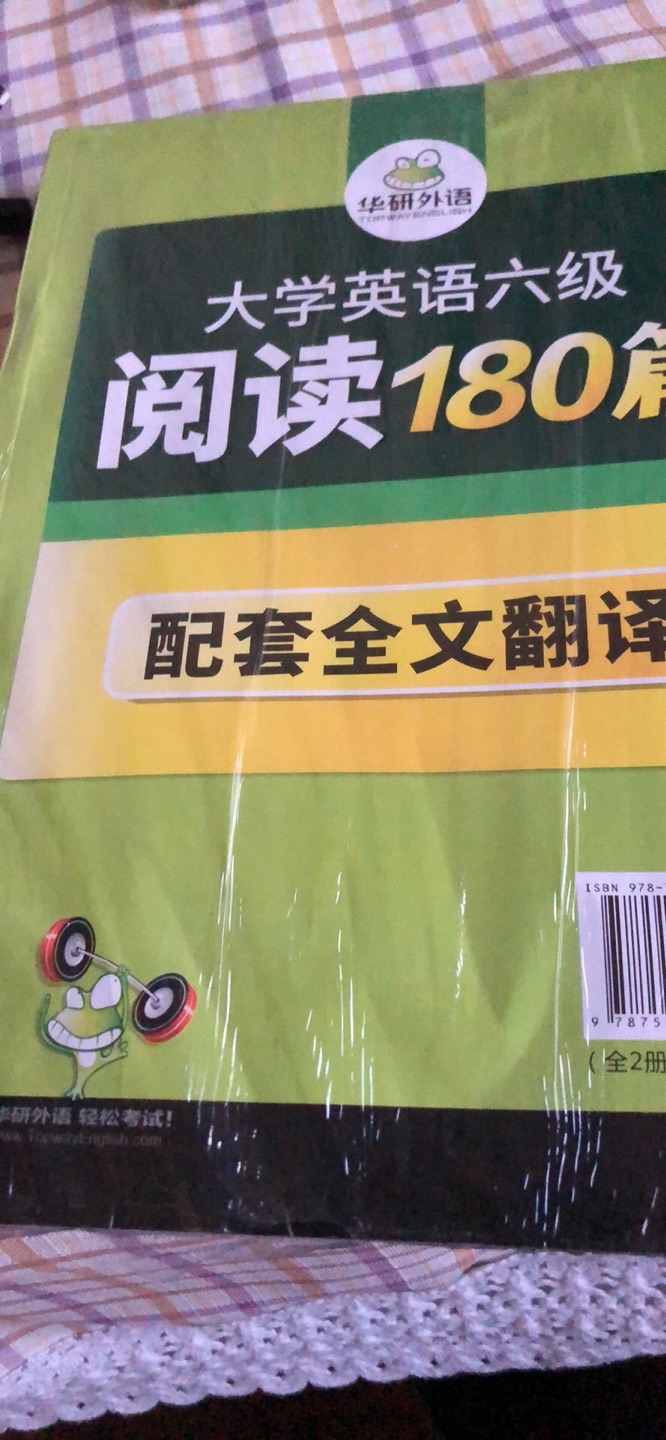 华研外语
TOPWAYENGLISH
大学英语六级
阅读180篇
配套全文翻译
ISBN 978-
9 7875
(全2册
华研外语 轻松考试!
www.TopwayEnglish.com